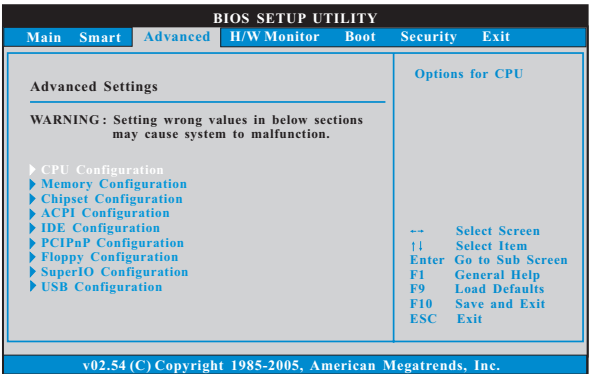 BIOS SETUP UTILITY
Main Smart Advanced H/W Monitor Boot Security Exit
Advanced Settings
WARNING : Setting wrong values in below sections
may cause system to malfunction.
CPU Configuration
Memory Configuration
Chipset Configuration
ACPI Configuration
IDE Configuration
PCIPnP Configuration
Floppy Configuration
SuperIO Configuration
USB Configuration
Options for CPU
←→ Select Screen
↑↓ Select Item
Enter Go to Sub Screen
F1 General Help
F9 Load Defaults
F10 Save and Exit
ESC Exit
v02.54 (C) Copyright 1985-2005, American Megatrends, Inc.